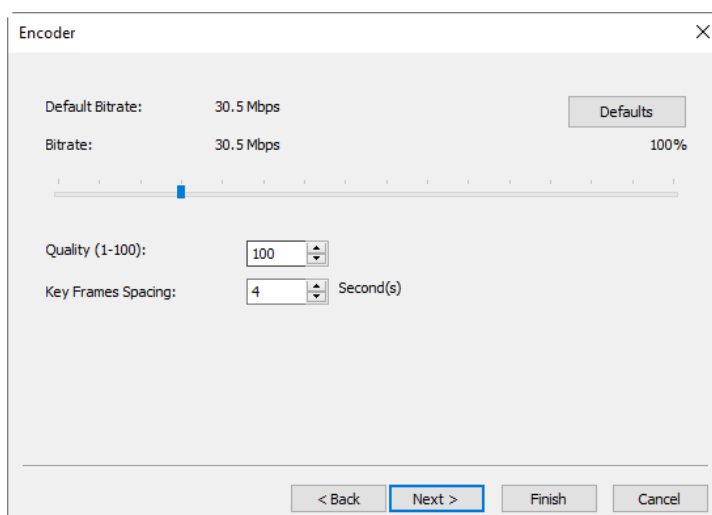 Encoder
Default Bitrate: 30.5 Mbps Defaults
Bitrate: 30.5 Mbps 100%
Quality (1-100): 100
Key Frames Spacing: 4 Second(s)
< Back Next > Finish Cancel